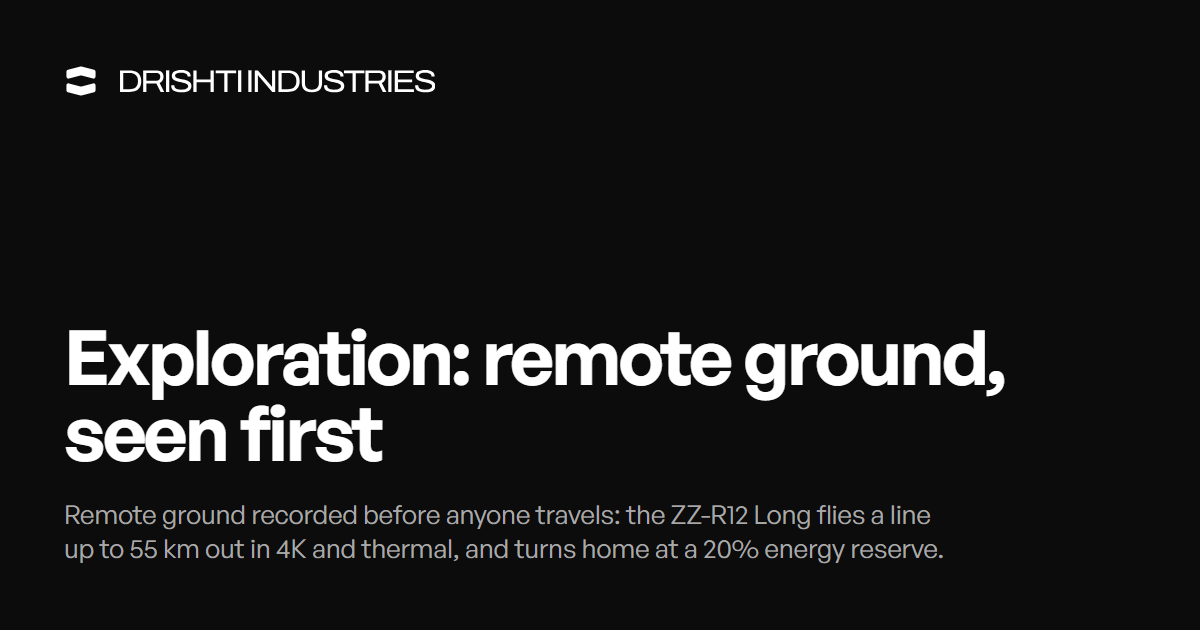 DRISHTI INDUSTRIES
Exploration: remote ground,
seen first
Remote ground recorded before anyone travels: the ZZ-R12 Long flies a line
up to 55 km out in 4K and thermal, and turns home at a 20% energy reserve.